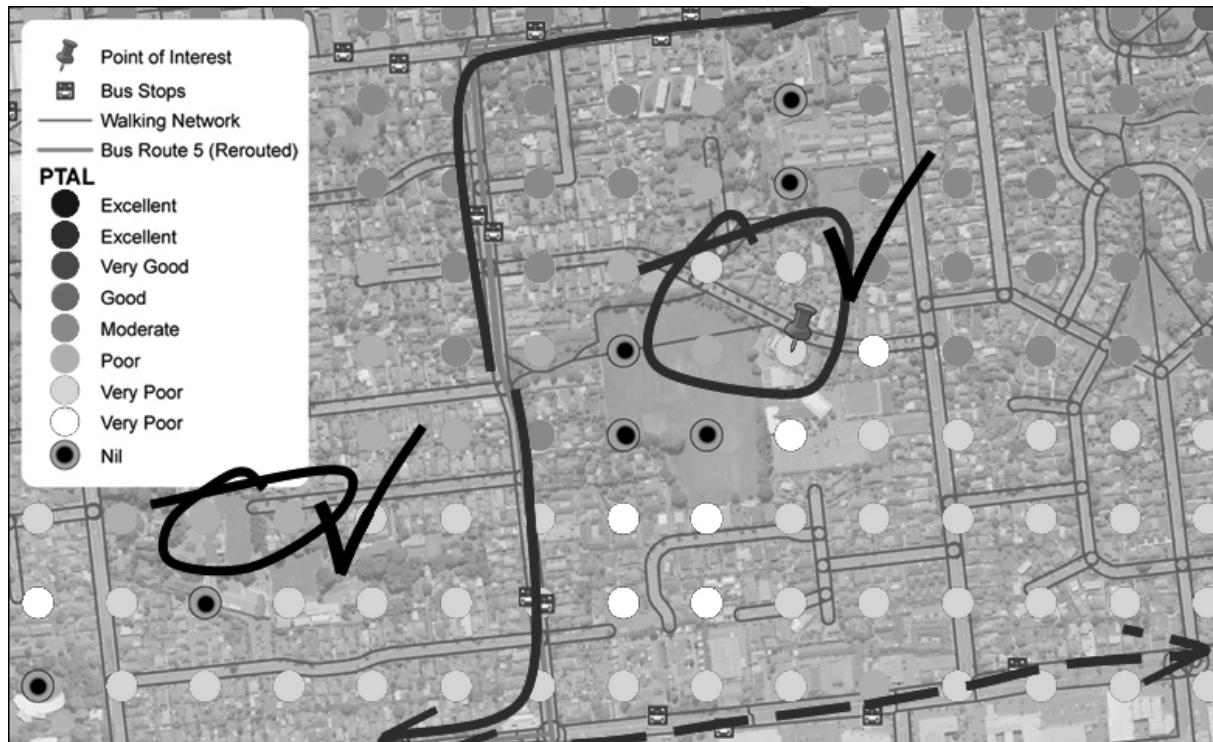 Point of Interest
Bus Stops
Walking Network
Bus Route 5 (Rerouted)
PTAL
Excellent
Excellent
Very Good
Good
Moderate
Poor
Very Poor
Very Poor
Nil